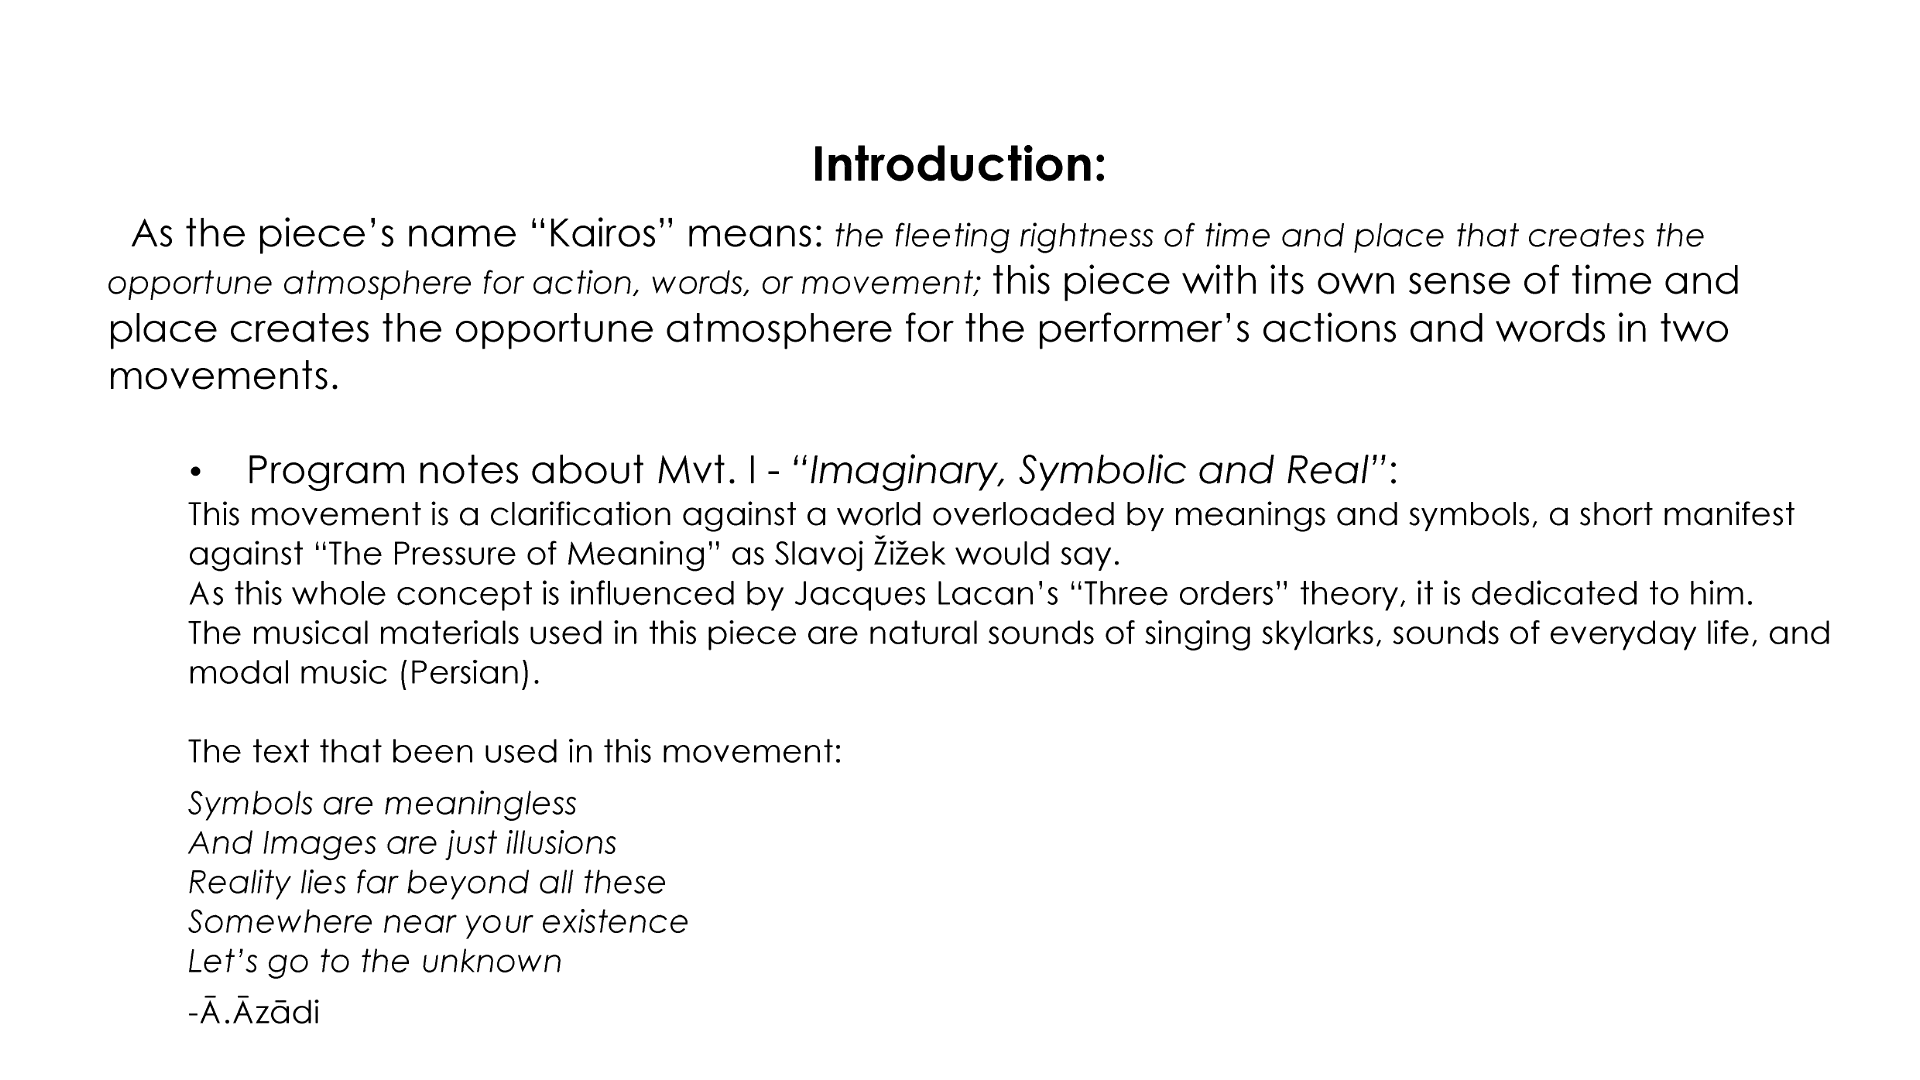 Introduction:
As the piece’s name “Kairos” means: the fleeting rightness of time and place that creates the
opportune atmosphere for action, words, or movement; this piece with its own sense of time and
place creates the opportune atmosphere for the performer’s actions and words in two
movements.
• Program notes about Mvt. I - “Imaginary, Symbolic and Real”:
This movement is a clarification against a world overloaded by meanings and symbols, a short manifest
against “The Pressure of Meaning” as Slavoj Žižek would say.
As this whole concept is influenced by Jacques Lacan’s “Three orders” theory, it is dedicated to him.
The musical materials used in this piece are natural sounds of singing skylarks, sounds of everyday life, and
modal music (Persian).
The text that been used in this movement:
Symbols are meaningless
And Images are just illusions
Reality lies far beyond all these
Somewhere near your existence
Let’s go to the unknown
-Ā.Āzādi